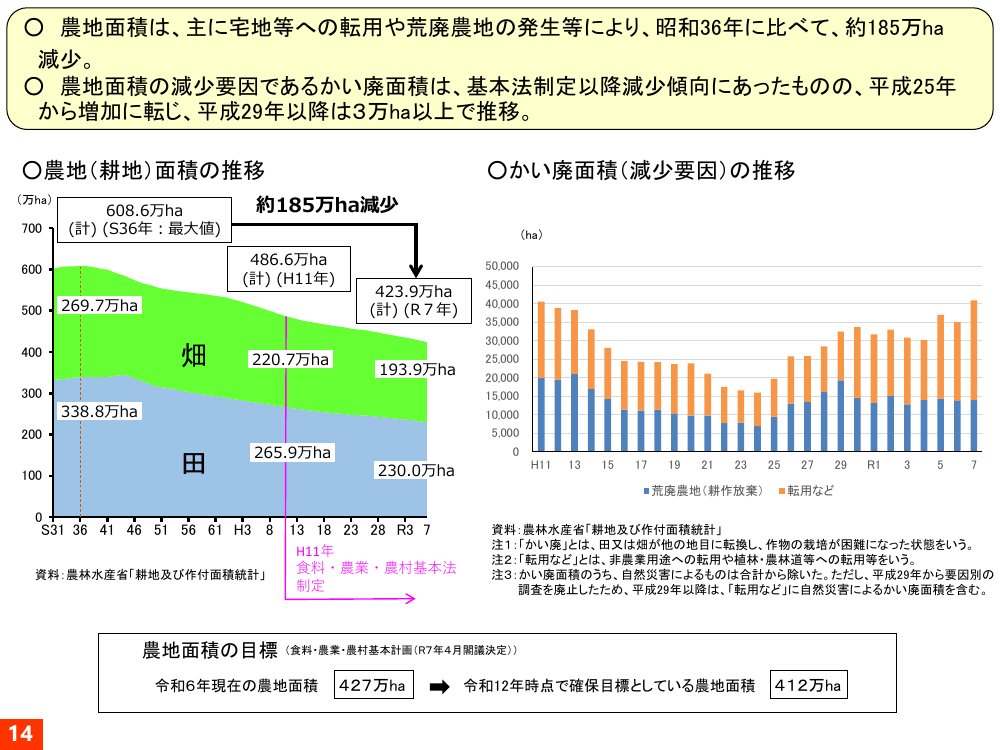 〇 農地面積は、主に宅地等への転用や荒廃農地の発生等により、昭和36年に比べて、約185万ha
減少。
〇 農地面積の減少要因であるかい廃面積は、基本法制定以降減少傾向にあったものの、平成25年
から増加に転じ、平成29年以降は３万ha以上で推移。
〇農地（耕地）面積の推移
(万ha)
608.6万ha
(計) (S36年：最大値)
約185万ha減少
486.6万ha
(計) (H11年)
423.9万ha
(計) (R７年)
700
600
500
400
300
200
100
0
269.7万ha
338.8万ha
畑
田
220.7万ha
265.9万ha
193.9万ha
230.0万ha
S31 36 41 46 51 56 61 H3 8 13 18 23 28 R3 7
H11年
食料・農業・農村基本法
制定
資料：農林水産省「耕地及び作付面積統計」
〇かい廃面積（減少要因）の推移
(ha)
50,000
45,000
40,000
35,000
30,000
25,000
20,000
15,000
10,000
5,000
0
H11 13 15 17 19 21 23 25 27 29 R1 3 5 7
荒廃農地（耕作放棄） 転用など
資料：農林水産省「耕地及び作付面積統計」
注１：「かい廃」とは、田又は畑が他の地目に転換し、作物の栽培が困難になった状態をいう。
注２：「転用など」とは、非農業用途への転用や植林・農林道等への転用等をいう。
注３：かい廃面積のうち、自然災害によるものは合計から除いた。ただし、平成29年から要因別の
調査を廃止したため、平成29年以降は、「転用など」に自然災害によるかい廃面積を含む。
農地面積の目標（食料・農業・農村基本計画（R7年４月閣議決定））
令和６年現在の農地面積 427万ha ➡ 令和12年時点で確保目標としている農地面積 412万ha
14